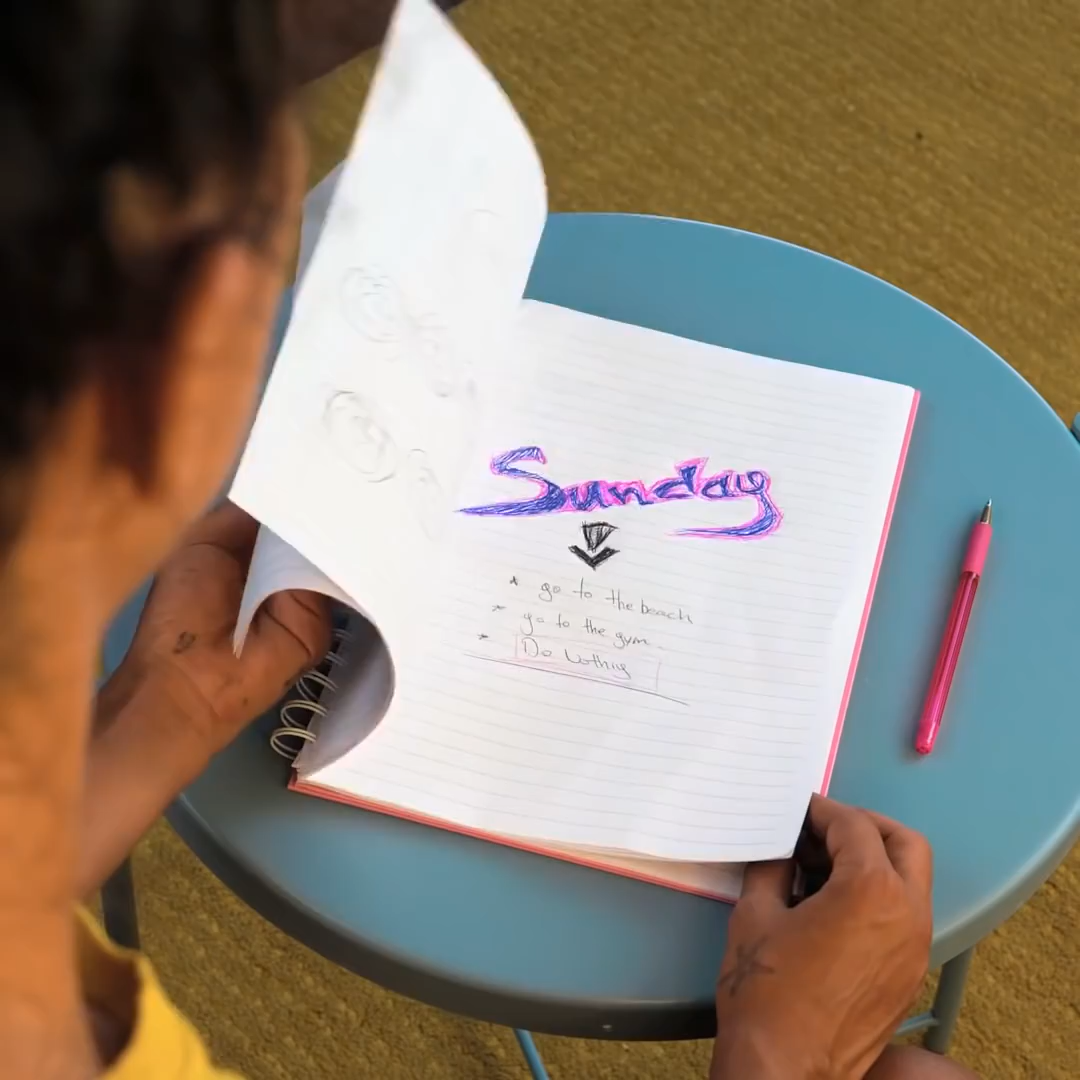 Sunday
* go to the beach
* go to the gym.
* Do Nothing